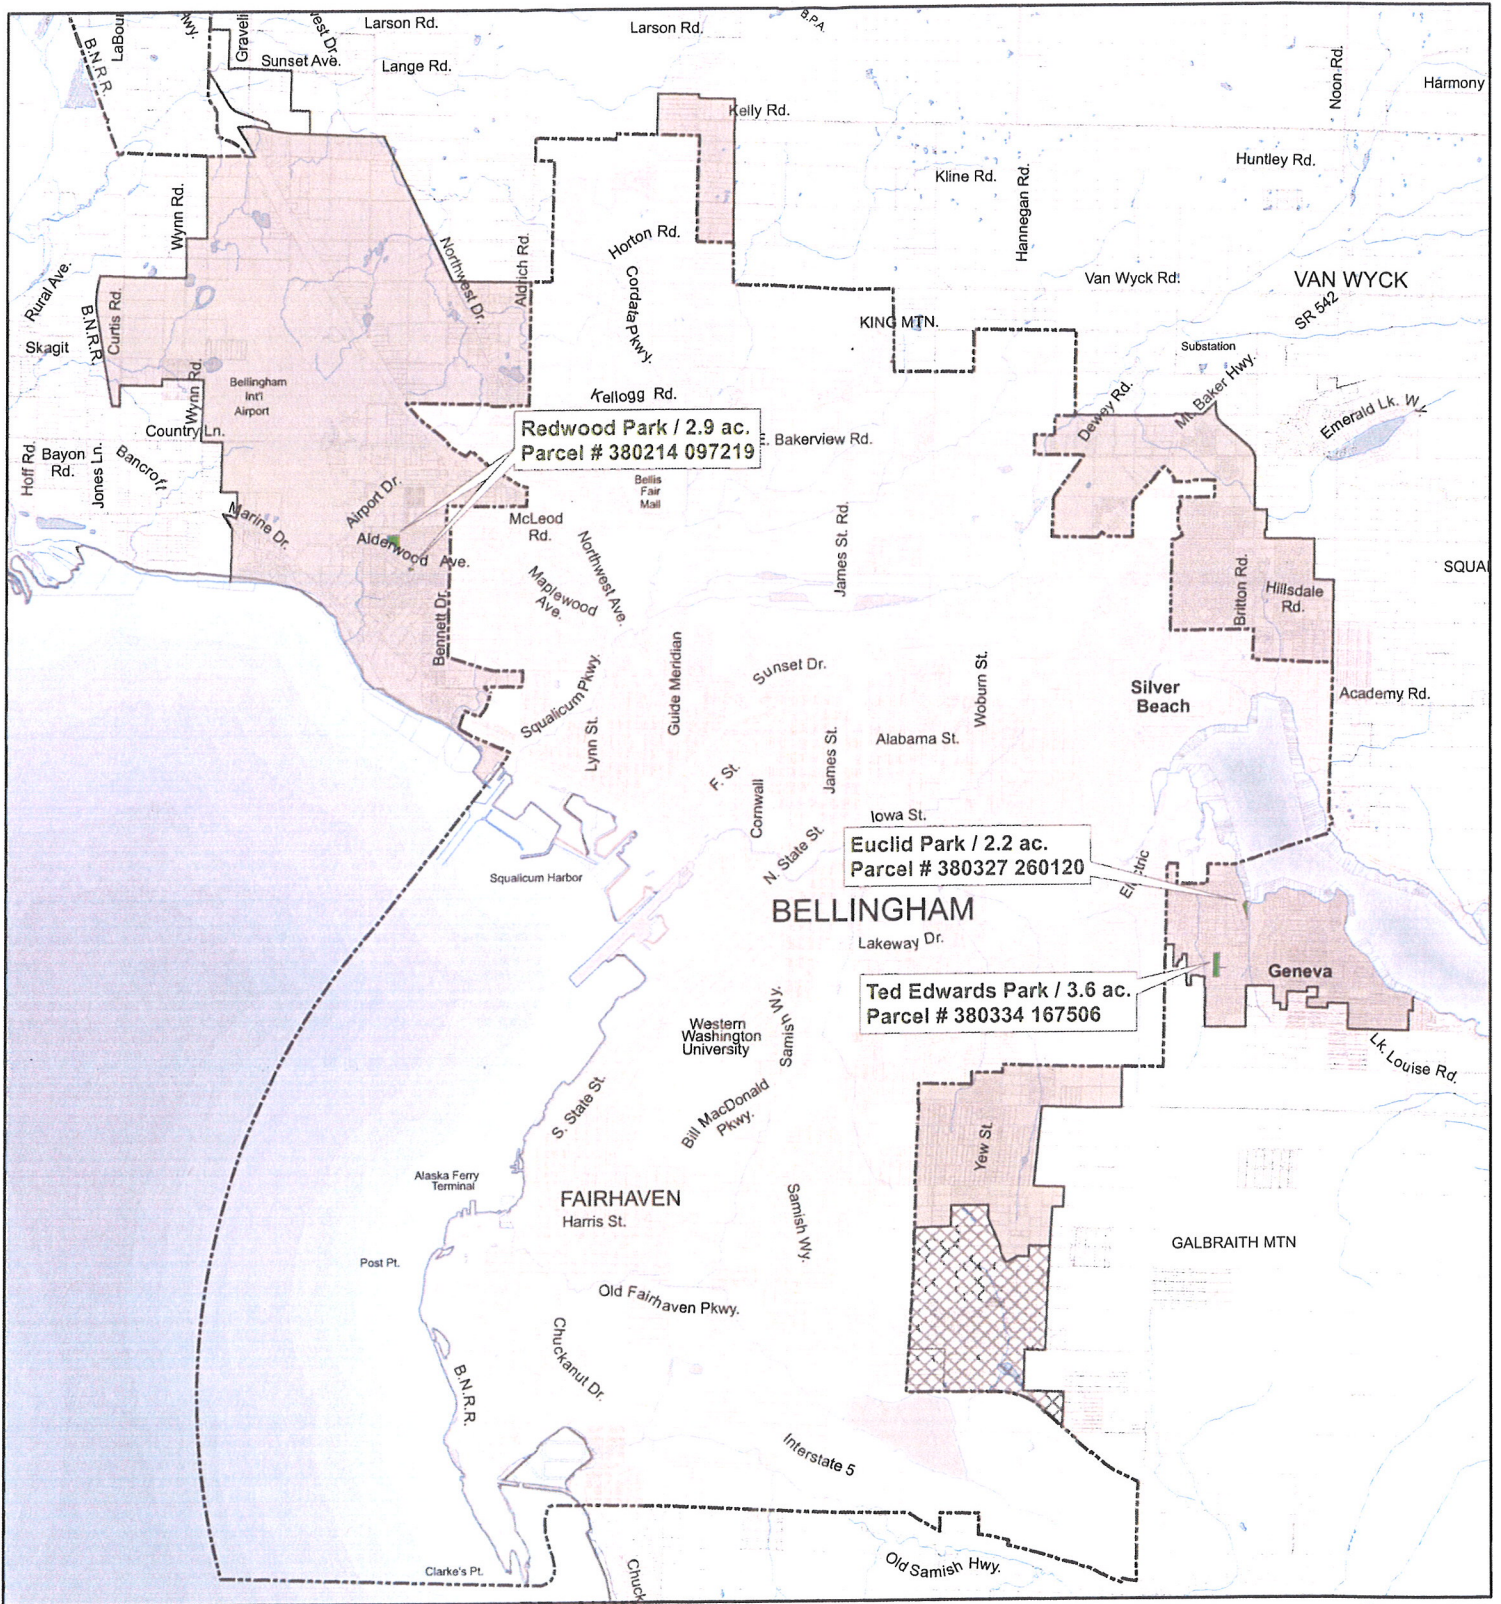 Larson Rd.
Larson Rd.
B.P.A.
Sunset Ave.
Lange Rd.
B.N.R.R.
Noon Rd.
Harmony
Kelly Rd.
Huntley Rd.
Kline Rd.
Hannegan Rd.
Wynn Rd.
Horton Rd.
Northwest Dr.
Aldrich Rd.
Cordata Pkwy.
Van Wyck Rd.
VAN WYCK
SR 542
Rural Ave.
B.N.R.R.
Curtis Rd.
Skagit
KING MTN.
Substation
Mt. Baker Hwy.
Dewey Rd.
Emerald Lk. Wy.
Wynn Rd.
Bellingham
Int'l
Airport
Kellogg Rd.
Country Ln.
Redwood Park / 2.9 ac.
Parcel # 380214 097219
E. Bakerview Rd.
Hoff Rd.
Bayon
Rd.
Jones Ln.
Bancroft
Bellis
Fair
Mall
Airport Dr.
Marine Dr.
Alderwood Ave.
McLeod
Rd.
Northwest Ave.
James St. Rd.
Maplewood
Ave.
Bennett Dr.
SQUAL
Britton Rd.
Hillsdale
Rd.
Squalicum Pkwy.
Lynn St.
Guide Meridian
Sunset Dr.
Woburn St.
Silver
Beach
Academy Rd.
Alabama St.
James St.
F. St.
Cornwall
N. State St.
Iowa St.
Electric
Euclid Park / 2.2 ac.
Parcel # 380327 260120
Squalicum Harbor
BELLINGHAM
Lakeway Dr.
Geneva
Ted Edwards Park / 3.6 ac.
Parcel # 380334 167506
Samish Wy.
Western
Washington
University
Lk. Louise Rd.
S. State St.
Bill MacDonald
Pkwy.
Yew St.
Alaska Ferry
Terminal
FAIRHAVEN
Harris St.
Samish Wy.
GALBRAITH MTN
Post Pt.
Old Fairhaven Pkwy.
Chuckanut Dr.
B.N.R.R.
Interstate 5
Clarke's Pt.
Chuck
Old Samish Hwy.